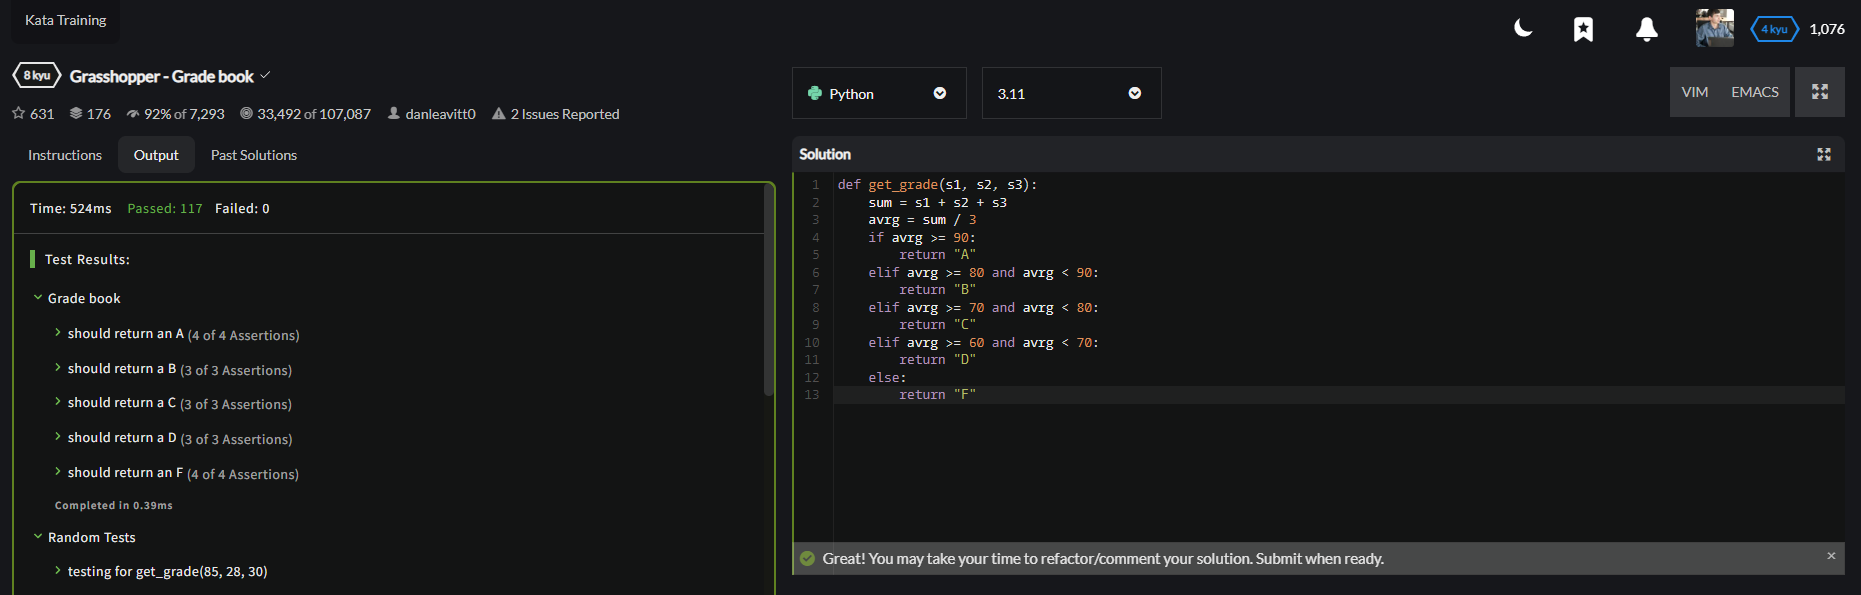 Kata Training
4 kyu 1,076
8 kyu Grasshopper - Grade book
631 176 92% of 7,293 33,492 of 107,087 danleavitt0 2 Issues Reported
Python 3.11 VIM EMACS
Instructions Output Past Solutions
Time: 524ms Passed: 117 Failed: 0
Test Results:
Grade book
should return an A (4 of 4 Assertions)
should return a B (3 of 3 Assertions)
should return a C (3 of 3 Assertions)
should return a D (3 of 3 Assertions)
should return an F (4 of 4 Assertions)
Completed in 0.39ms
Random Tests
testing for get_grade(85, 28, 30)
Solution
1 def get_grade(s1, s2, s3):
2     sum = s1 + s2 + s3
3     avrg = sum / 3
4     if avrg >= 90:
5         return "A"
6     elif avrg >= 80 and avrg < 90:
7         return "B"
8     elif avrg >= 70 and avrg < 80:
9         return "C"
10     elif avrg >= 60 and avrg < 70:
11         return "D"
12     else:
13         return "F"
Great! You may take your time to refactor/comment your solution. Submit when ready. ×